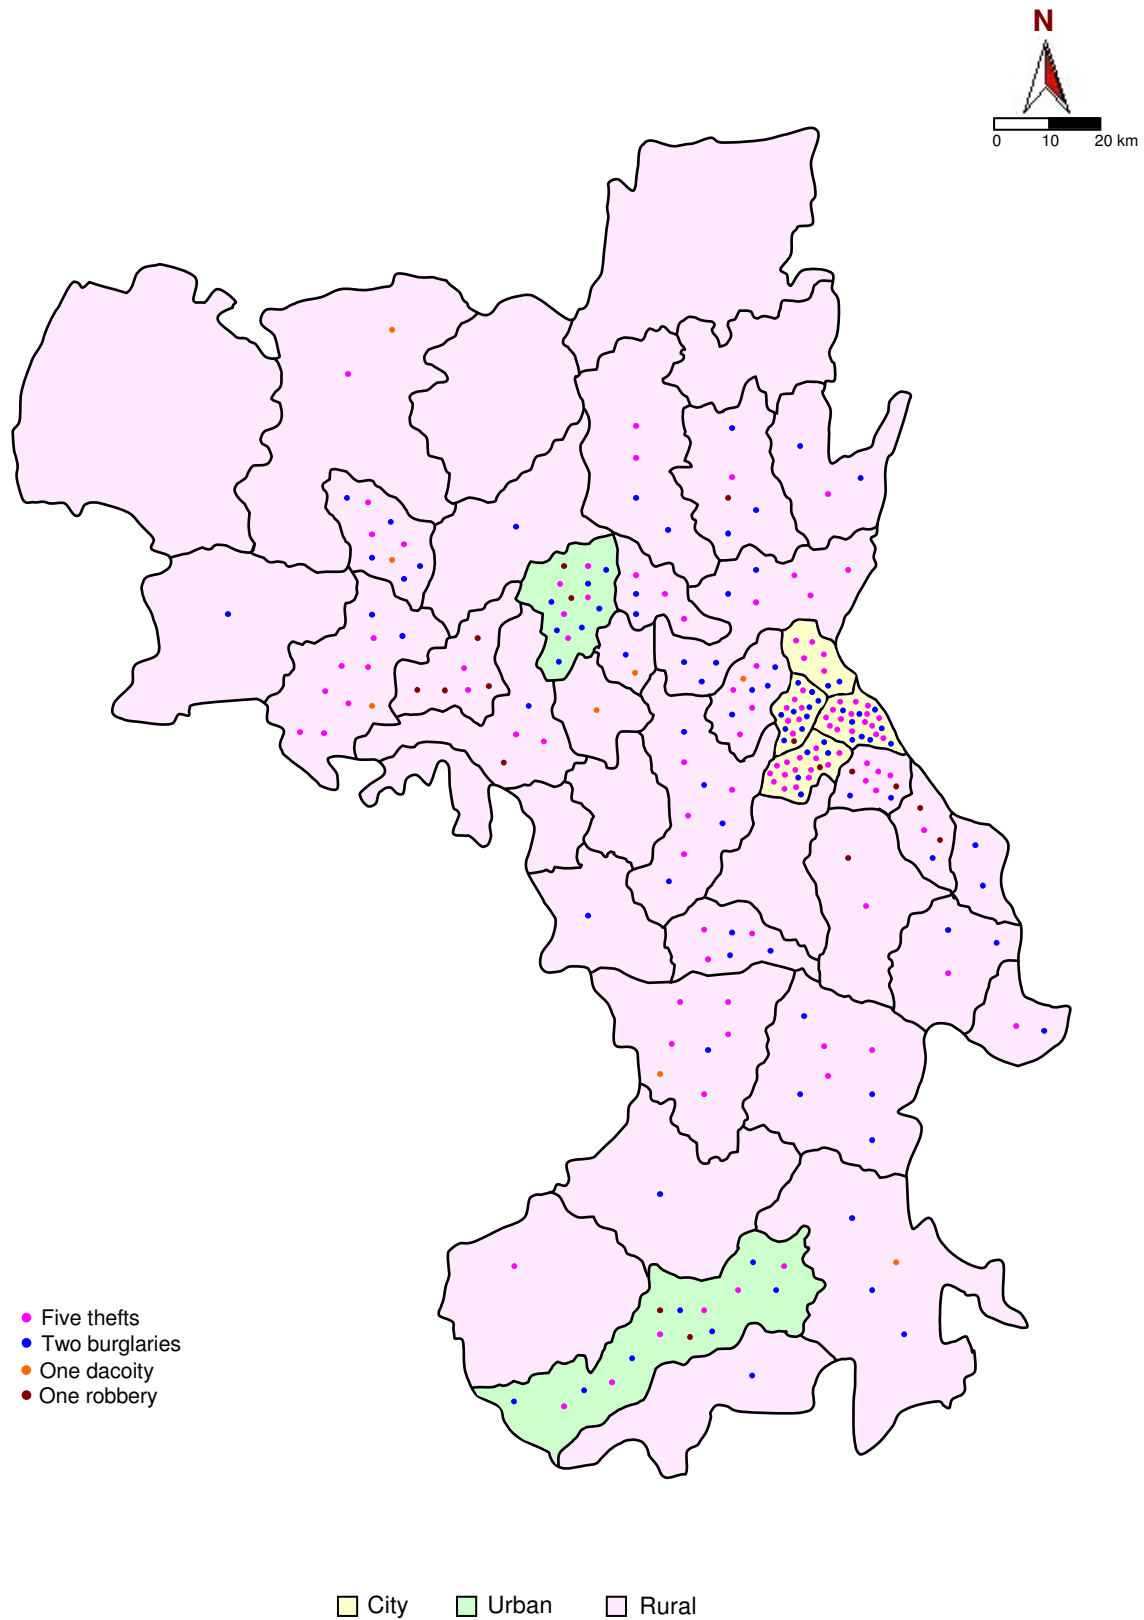 N
0 10 20 km
Five thefts
Two burglaries
One dacoity
One robbery
City Urban Rural